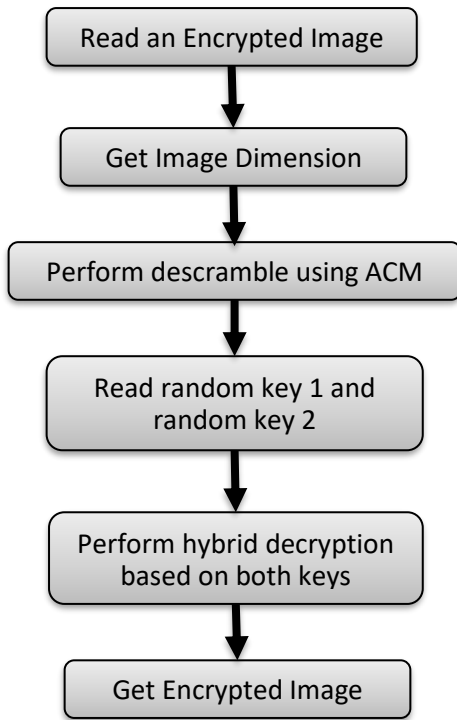 Read an Encrypted Image
Get Image Dimension
Perform descramble using ACM
Read random key 1 and
random key 2
Perform hybrid decryption
based on both keys
Get Encrypted Image